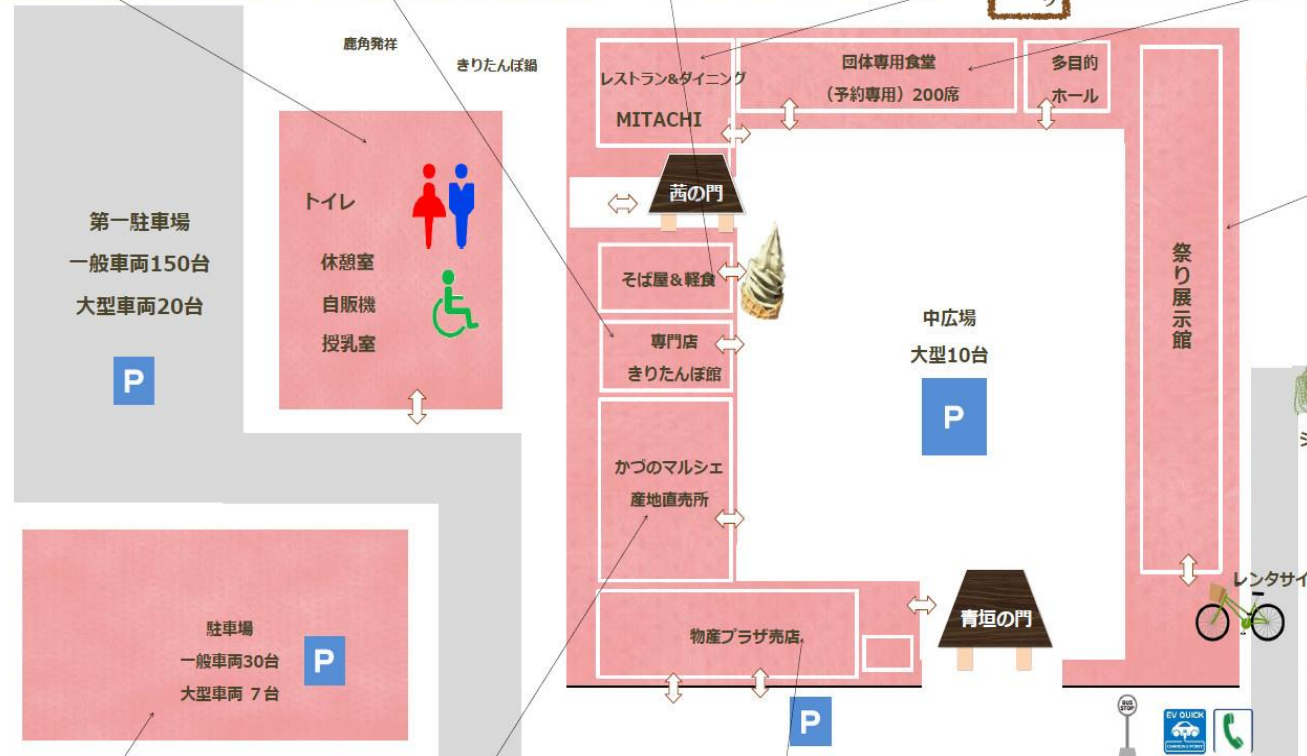 鹿角発祥
きりたんぽ鍋
レストラン&ダイニング
MITACHI
団体専用食堂
（予約専用）200席
多目的
ホール
トイレ
休憩室
自販機
授乳室
第一駐車場
一般車両150台
大型車両20台
P
茜の門
そば屋＆軽食
専門店
きりたんぽ館
中広場
大型10台
P
祭り展示館
かづのマルシェ
産地直売所
物産プラザ売店
青垣の門
レンタサイ
駐車場
一般車両30台
大型車両 7台
P
P
BUS
STOP
EV QUICK